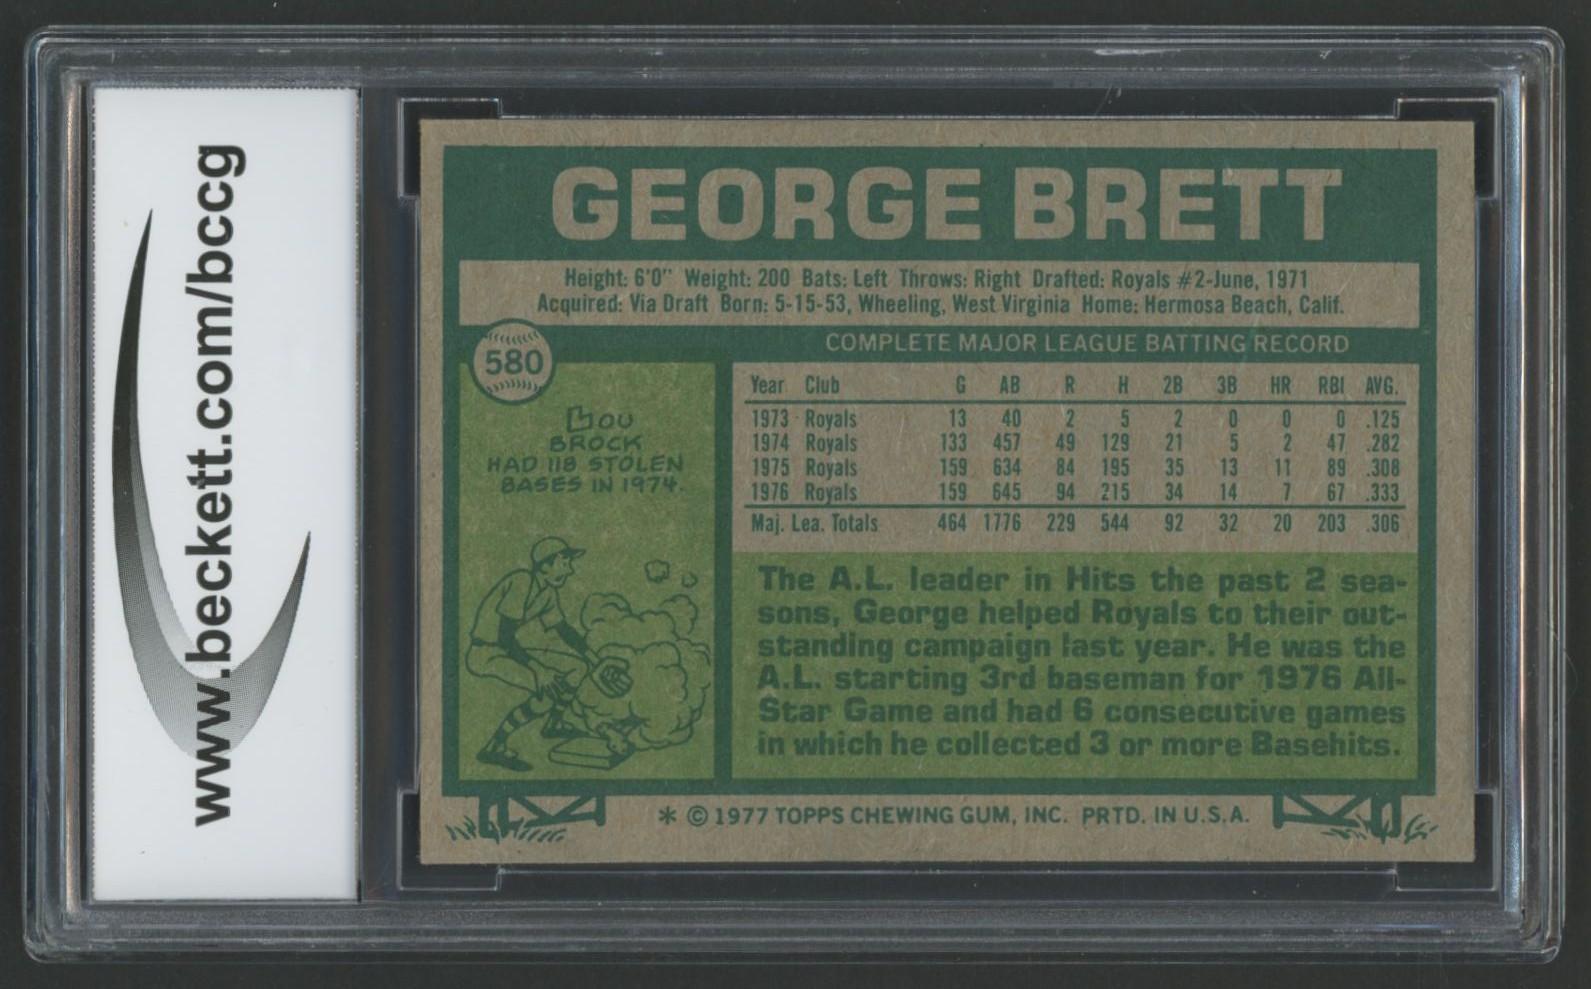 www.beckett.com/bccg
GEORGE BRETT
Height: 6'0" Weight: 200 Bats: Left Throws: Right Drafted: Royals #2-June, 1971
Acquired: Via Draft Born: 5-15-53, Wheeling, West Virginia Home: Hermosa Beach, Calif.
580
COMPLETE MAJOR LEAGUE BATTING RECORD
Year Club G AB R H 2B 3B HR RBI AVG.
1973 Royals 13 40 2 5 2 0 0 0 .125
1974 Royals 133 457 49 129 21 5 2 47 .282
1975 Royals 159 634 84 195 35 13 11 89 .308
1976 Royals 159 645 94 215 34 14 7 67 .333
Maj. Lea. Totals 464 1776 229 544 92 32 20 203 .306
LOU
BROCK
HAD 118 STOLEN
BASES IN 1974.
The A.L. leader in Hits the past 2 sea-
sons, George helped Royals to their out-
standing campaign last year. He was the
A.L. starting 3rd baseman for 1976 All-
Star Game and had 6 consecutive games
in which he collected 3 or more Basehits.
* © 1977 TOPPS CHEWING GUM, INC. PRTD. IN U.S.A.